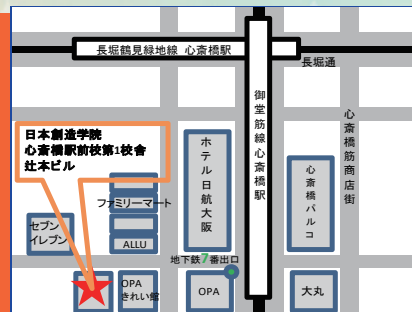 長堀鶴見緑地線 心斎橋駅
長堀通
御堂筋線心斎橋駅
心斎橋筋商店街
日本創造学院
心斎橋駅前校第1校舎
辻本ビル
ホテル日航大阪
心斎橋パルコ
ファミリーマート
セブン
イレブン
ALLU
地下鉄7番出口
OPA
きれい館
OPA
大丸